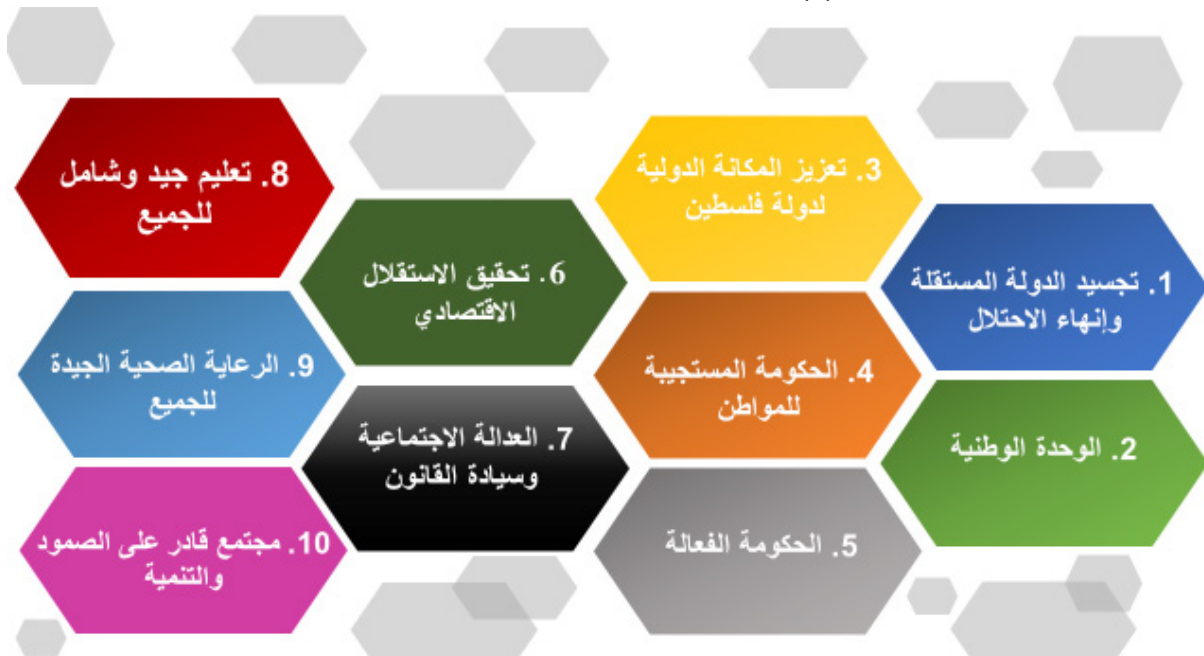 1. تجسيد الدولة المستقلة
وإنهاء الاحتلال
2. الوحدة الوطنية
3. تعزيز المكانة الدولية
لدولة فلسطين
4. الحكومة المستجيبة
للمواطن
5. الحكومة الفعالة
6. تحقيق الاستقلال
الاقتصادي
7. العدالة الاجتماعية
وسيادة القانون
8. تعليم جيد وشامل
للجميع
9. الرعاية الصحية الجيدة
للجميع
10. مجتمع قادر على الصمود
والتنمية